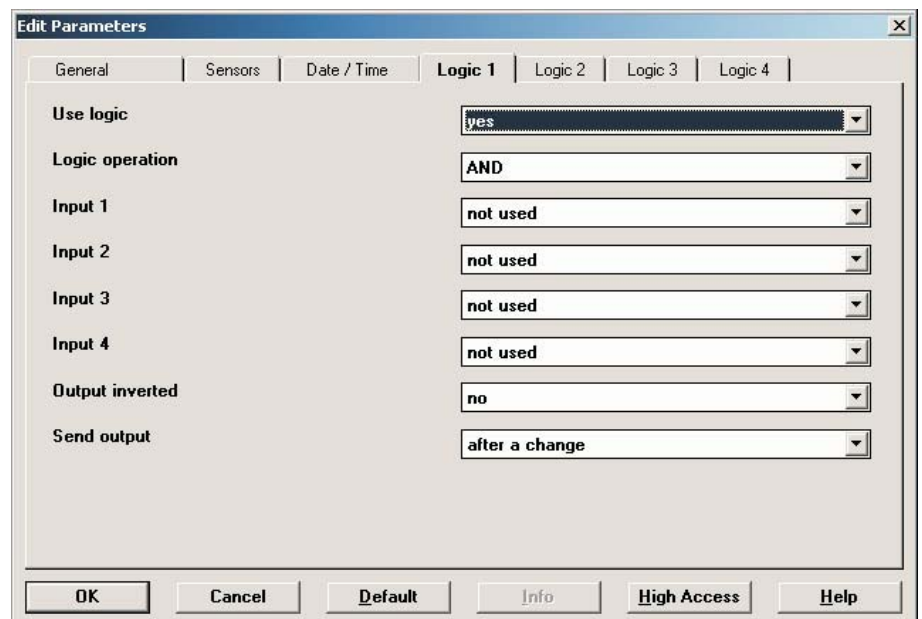 Edit Parameters
General Sensors Date / Time Logic 1 Logic 2 Logic 3 Logic 4
Use logic yes
Logic operation AND
Input 1 not used
Input 2 not used
Input 3 not used
Input 4 not used
Output inverted no
Send output after a change
OK Cancel Default Info High Access Help